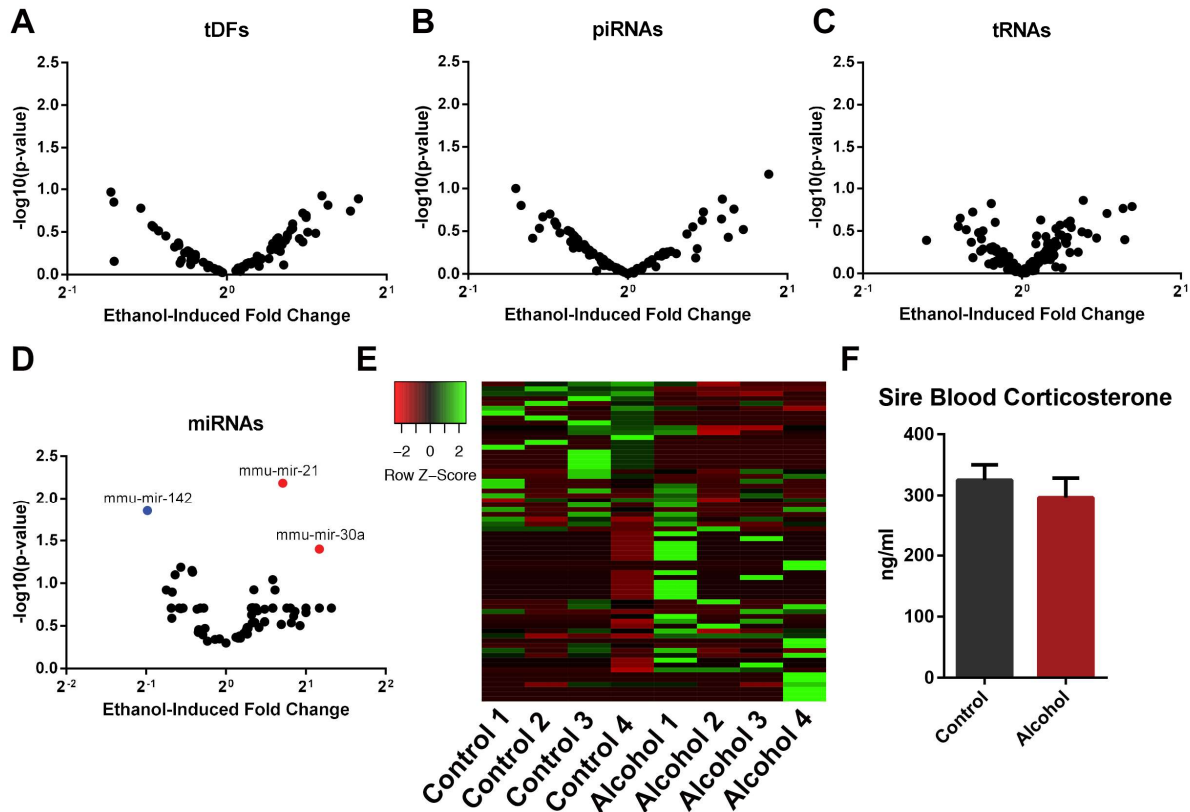 A
tDFs
-log10(p-value)
2.5
2.0
1.5
1.0
0.5
0.0
2-1
20
21
Ethanol-Induced Fold Change
B
piRNAs
-log10(p-value)
2.5
2.0
1.5
1.0
0.5
0.0
20
21
Ethanol-Induced Fold Change
C
tRNAs
-log10(p-value)
2.5
2.0
1.5
1.0
0.5
0.0
2-1
20
21
Ethanol-Induced Fold Change
D
miRNAs
-log10(p-value)
2.5
2.0
1.5
1.0
0.5
0.0
mmu-mir-21
mmu-mir-142
mmu-mir-30a
2-2
2-1
20
21
22
Ethanol-Induced Fold Change
E
-2 0 2
Row Z-Score
Control 1
Control 2
Control 3
Control 4
Alcohol 1
Alcohol 2
Alcohol 3
Alcohol 4
F
Sire Blood Corticosterone
ng/ml
400
300
200
100
0
Control
Alcohol